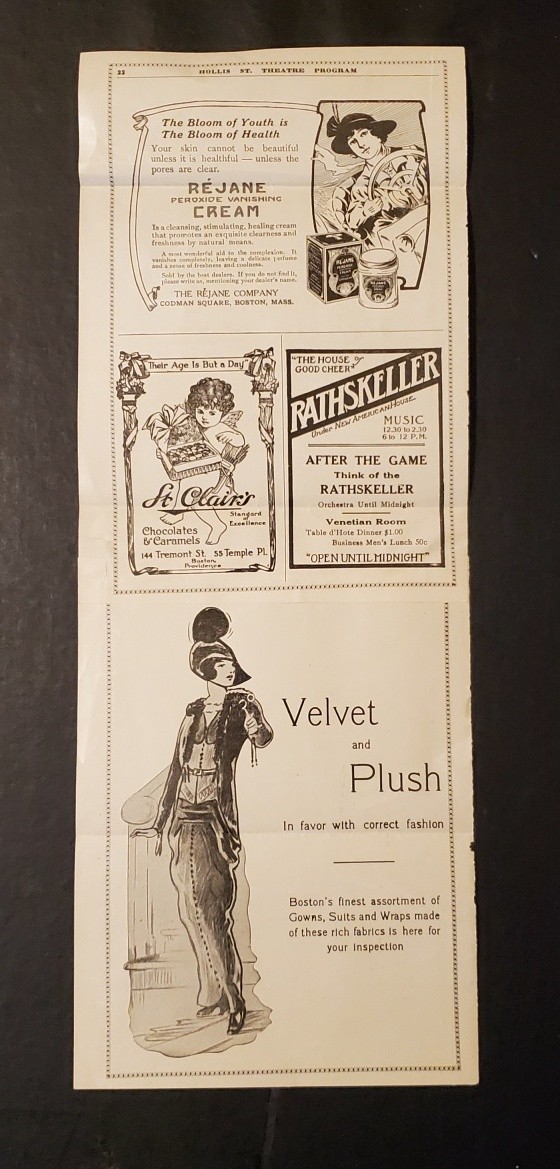 22
HOLLIS ST. THEATRE PROGRAM
The Bloom of Youth is
The Bloom of Health
Your skin cannot be beautiful
unless it is healthful — unless the
pores are clear.
RÉJANE
PEROXIDE VANISHING
CREAM
Is a cleansing, stimulating, healing cream
that promotes an exquisite clearness and
freshness by natural means.
A most wonderful aid to the complexion. It
vanishes completely, leaving a delicate perfume
and a sense of freshness and coolness.
Sold by the best dealers. If you do not find it,
please write us, mentioning your dealer's name.
THE RÉJANE COMPANY
CODMAN SQUARE, BOSTON, MASS.
RÉJANE
"Their Age Is But a Day"
St. Clair's
Standard
of
Excellence
Chocolates
& Caramels
144 Tremont St. 55 Temple Pl.
Boston,
Providence
"THE HOUSE of
GOOD CHEER"
RATHSKELLER
Under NEW AMERICAN HOUSE
MUSIC
12.30 to 2.30
6 to 12 P.M.
AFTER THE GAME
Think of the
RATHSKELLER
Orchestra Until Midnight
Venetian Room
Table d'Hote Dinner $1.00
Business Men's Lunch 50c
"OPEN UNTIL MIDNIGHT"
Velvet
and
Plush
In favor with correct fashion
Boston's finest assortment of
Gowns, Suits and Wraps made
of these rich fabrics is here for
your inspection